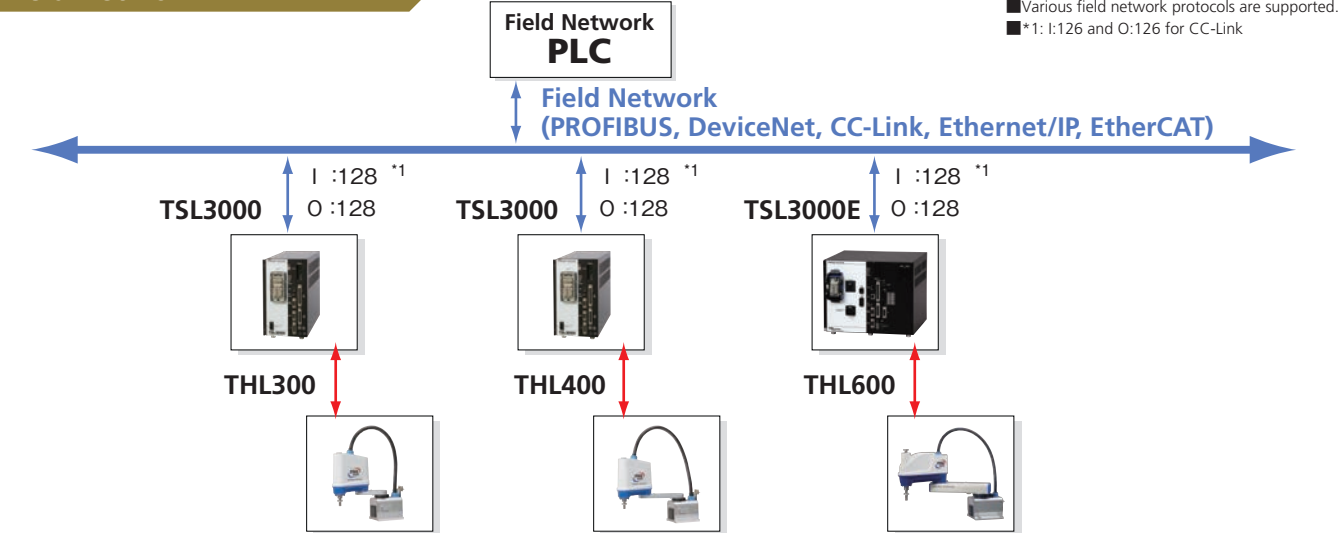 ■Various field network protocols are supported.
■*1: I:126 and O:126 for CC-Link
Field Network
PLC
Field Network
(PROFIBUS, DeviceNet, CC-Link, Ethernet/IP, EtherCAT)
I :128 *1
O :128
TSL3000
I :128 *1
O :128
TSL3000
I :128 *1
O :128
TSL3000E
THL300
THL400
THL600